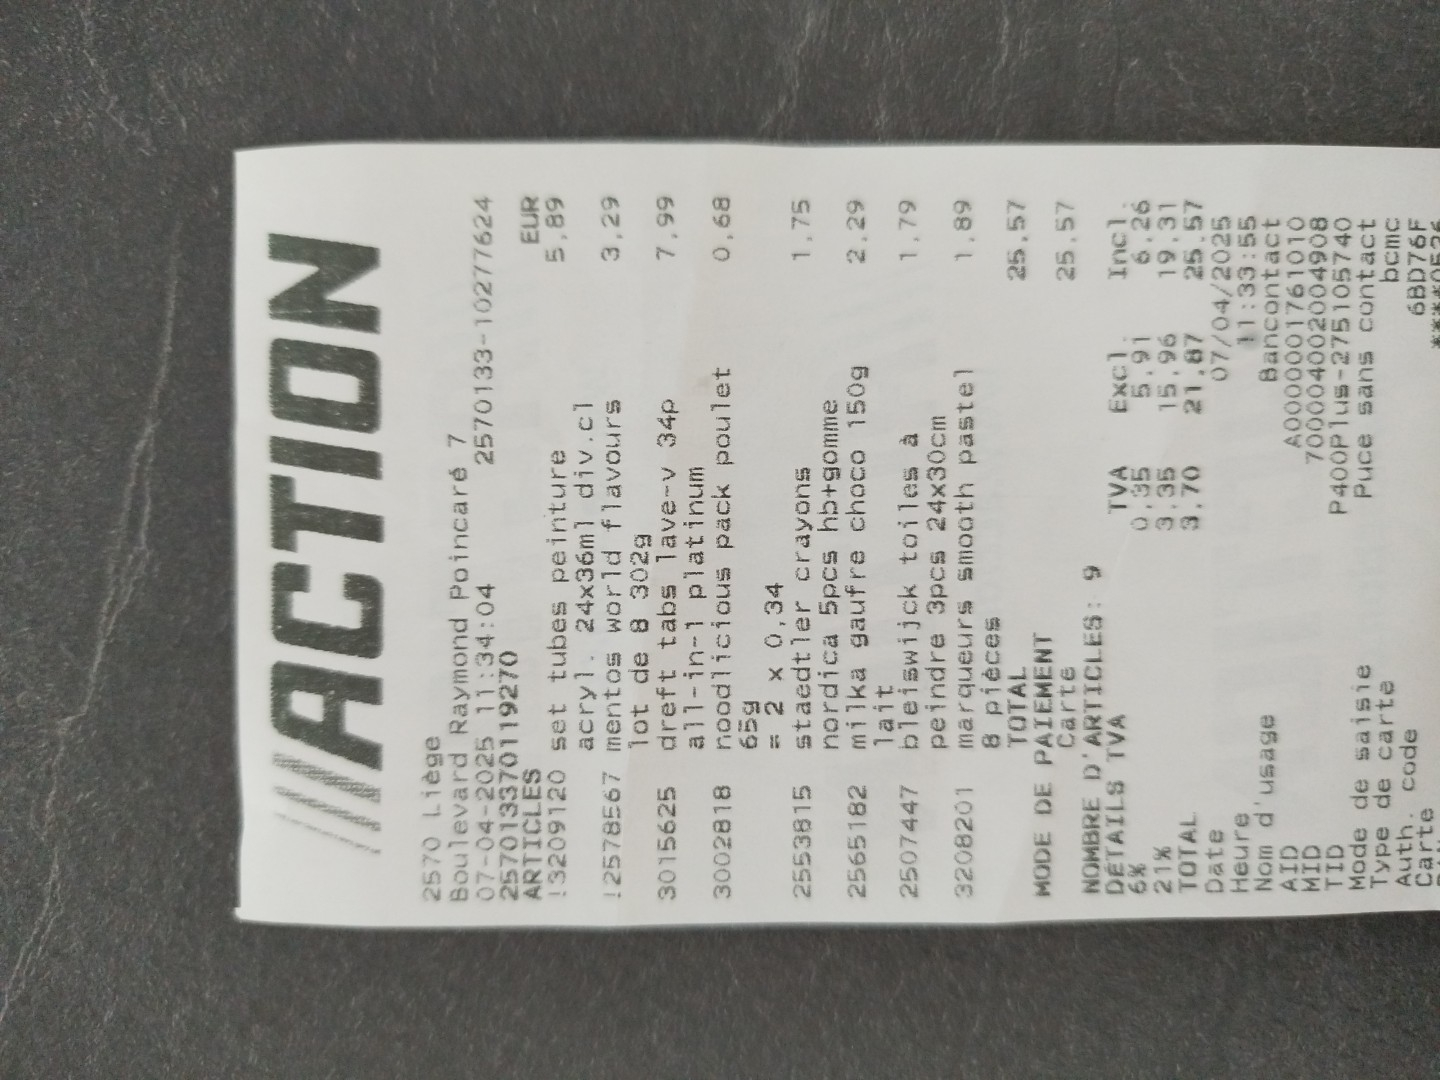 ///ACTION
2570 Liège
Boulevard Raymond Poincaré 7
07-04-2025 11:34:04 25701​33-10277624
2570133701119270
ARTICLES EUR
!3209120 set tubes peinture 5,89
acryl. 24x36ml div.cl
!2578567 mentos world flavours 3,29
lot de 8 302g
3015625 dreft tabs lave-v 34p 7,99
all-in-1 platinum
3002818 noodlicious pack poulet 0,68
65g
= 2 x 0,34
2553815 staedtler crayons 1,75
nordica 5pcs hb+gomme
2565182 milka gaufre choco 150g 2,29
lait
2507447 bleiswijck toiles à 1,79
peindre 3pcs 24x30cm
3208201 marqueurs smooth pastel 1,89
8 pièces
TOTAL 25,57
MODE DE PAIEMENT
Carte 25,57
NOMBRE D'ARTICLES: 9
DÉTAILS TVA TVA Excl. Incl.
6% 0,35 5,91 6,26
21% 3,35 15,96 19,31
TOTAL 3,70 21,87 25,57
Date 07/04/2025
Heure 11:33:55
Nom d'usage Bancontact
AID A0000001761010
MID 700040020049​08
TID P400Plus-275105740
Mode de saisie Puce sans contact
Type de carte bcmc
Auth. code 6BD76F
Carte